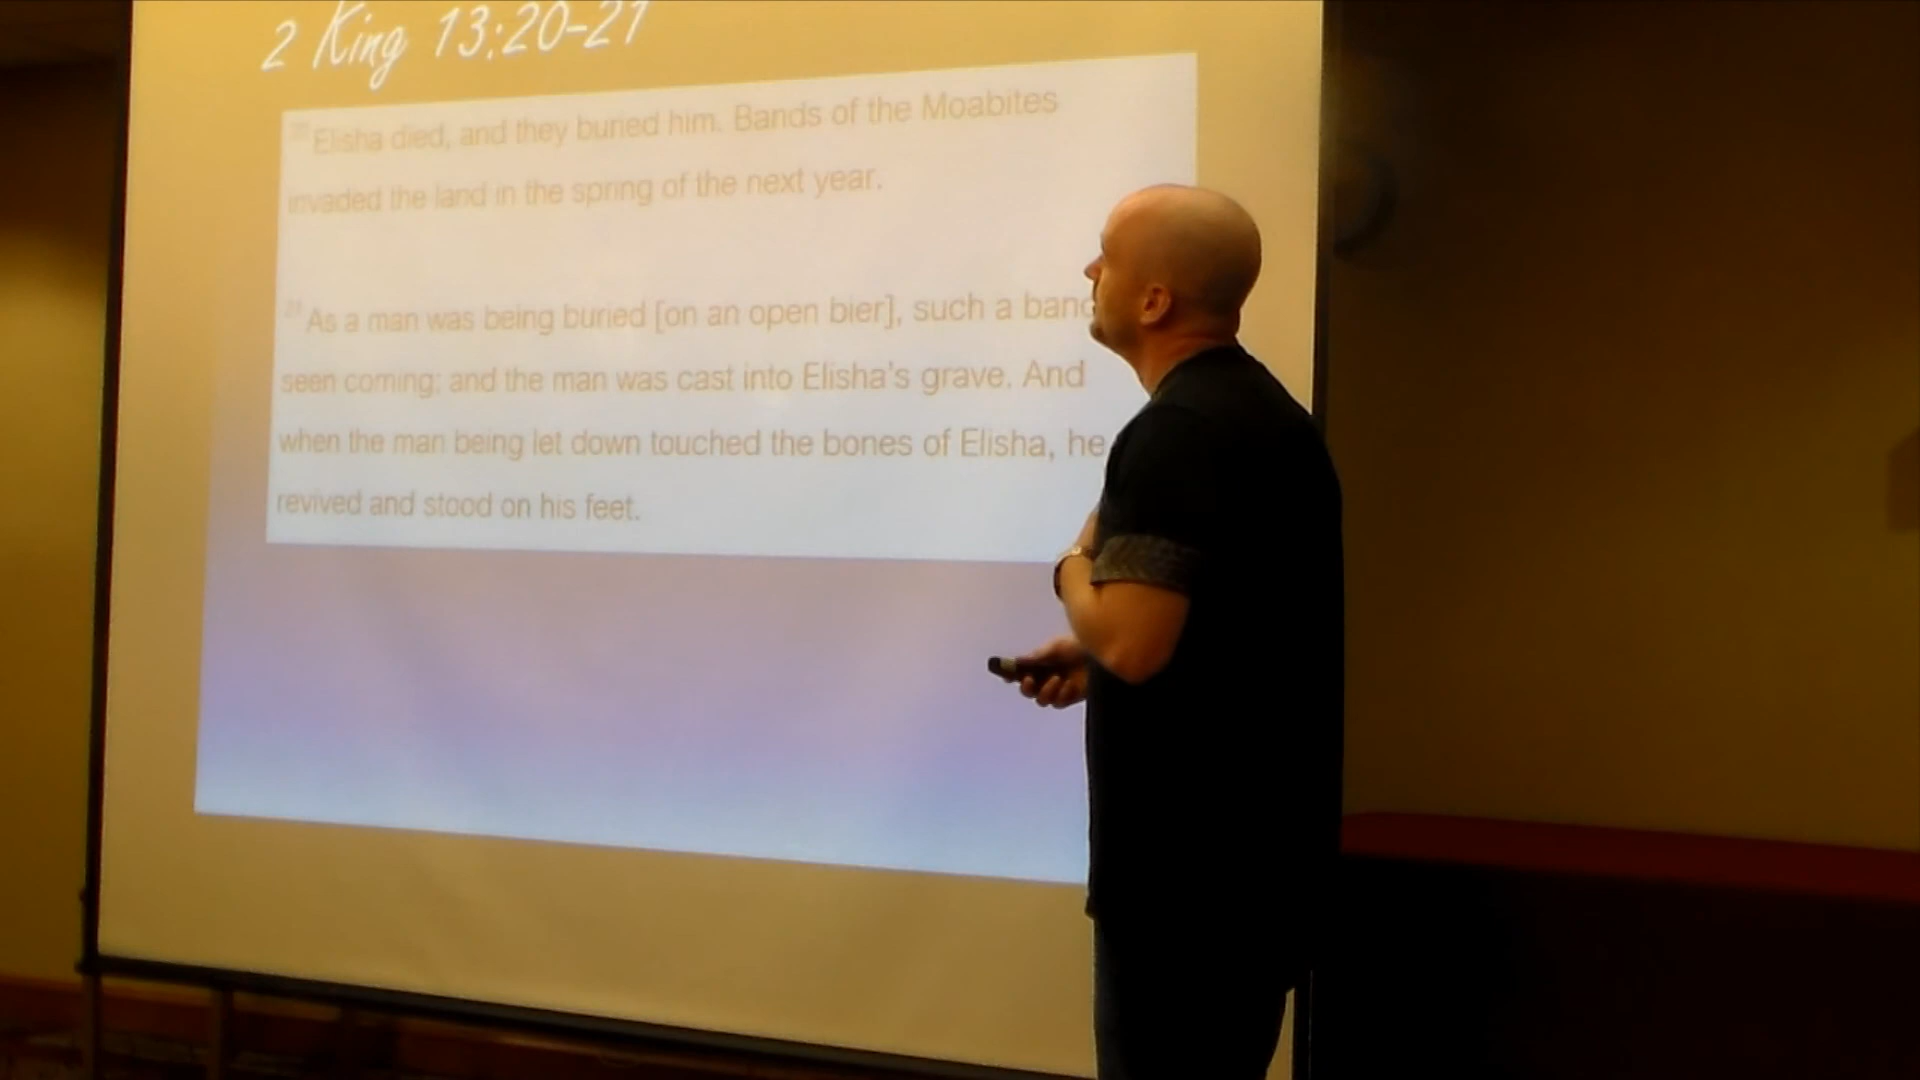 2 King 13:20-21
20 Elisha died, and they buried him. Bands of the Moabites
invaded the land in the spring of the next year.
21 As a man was being buried [on an open bier], such a band
seen coming; and the man was cast into Elisha's grave. And
when the man being let down touched the bones of Elisha, he
revived and stood on his feet.